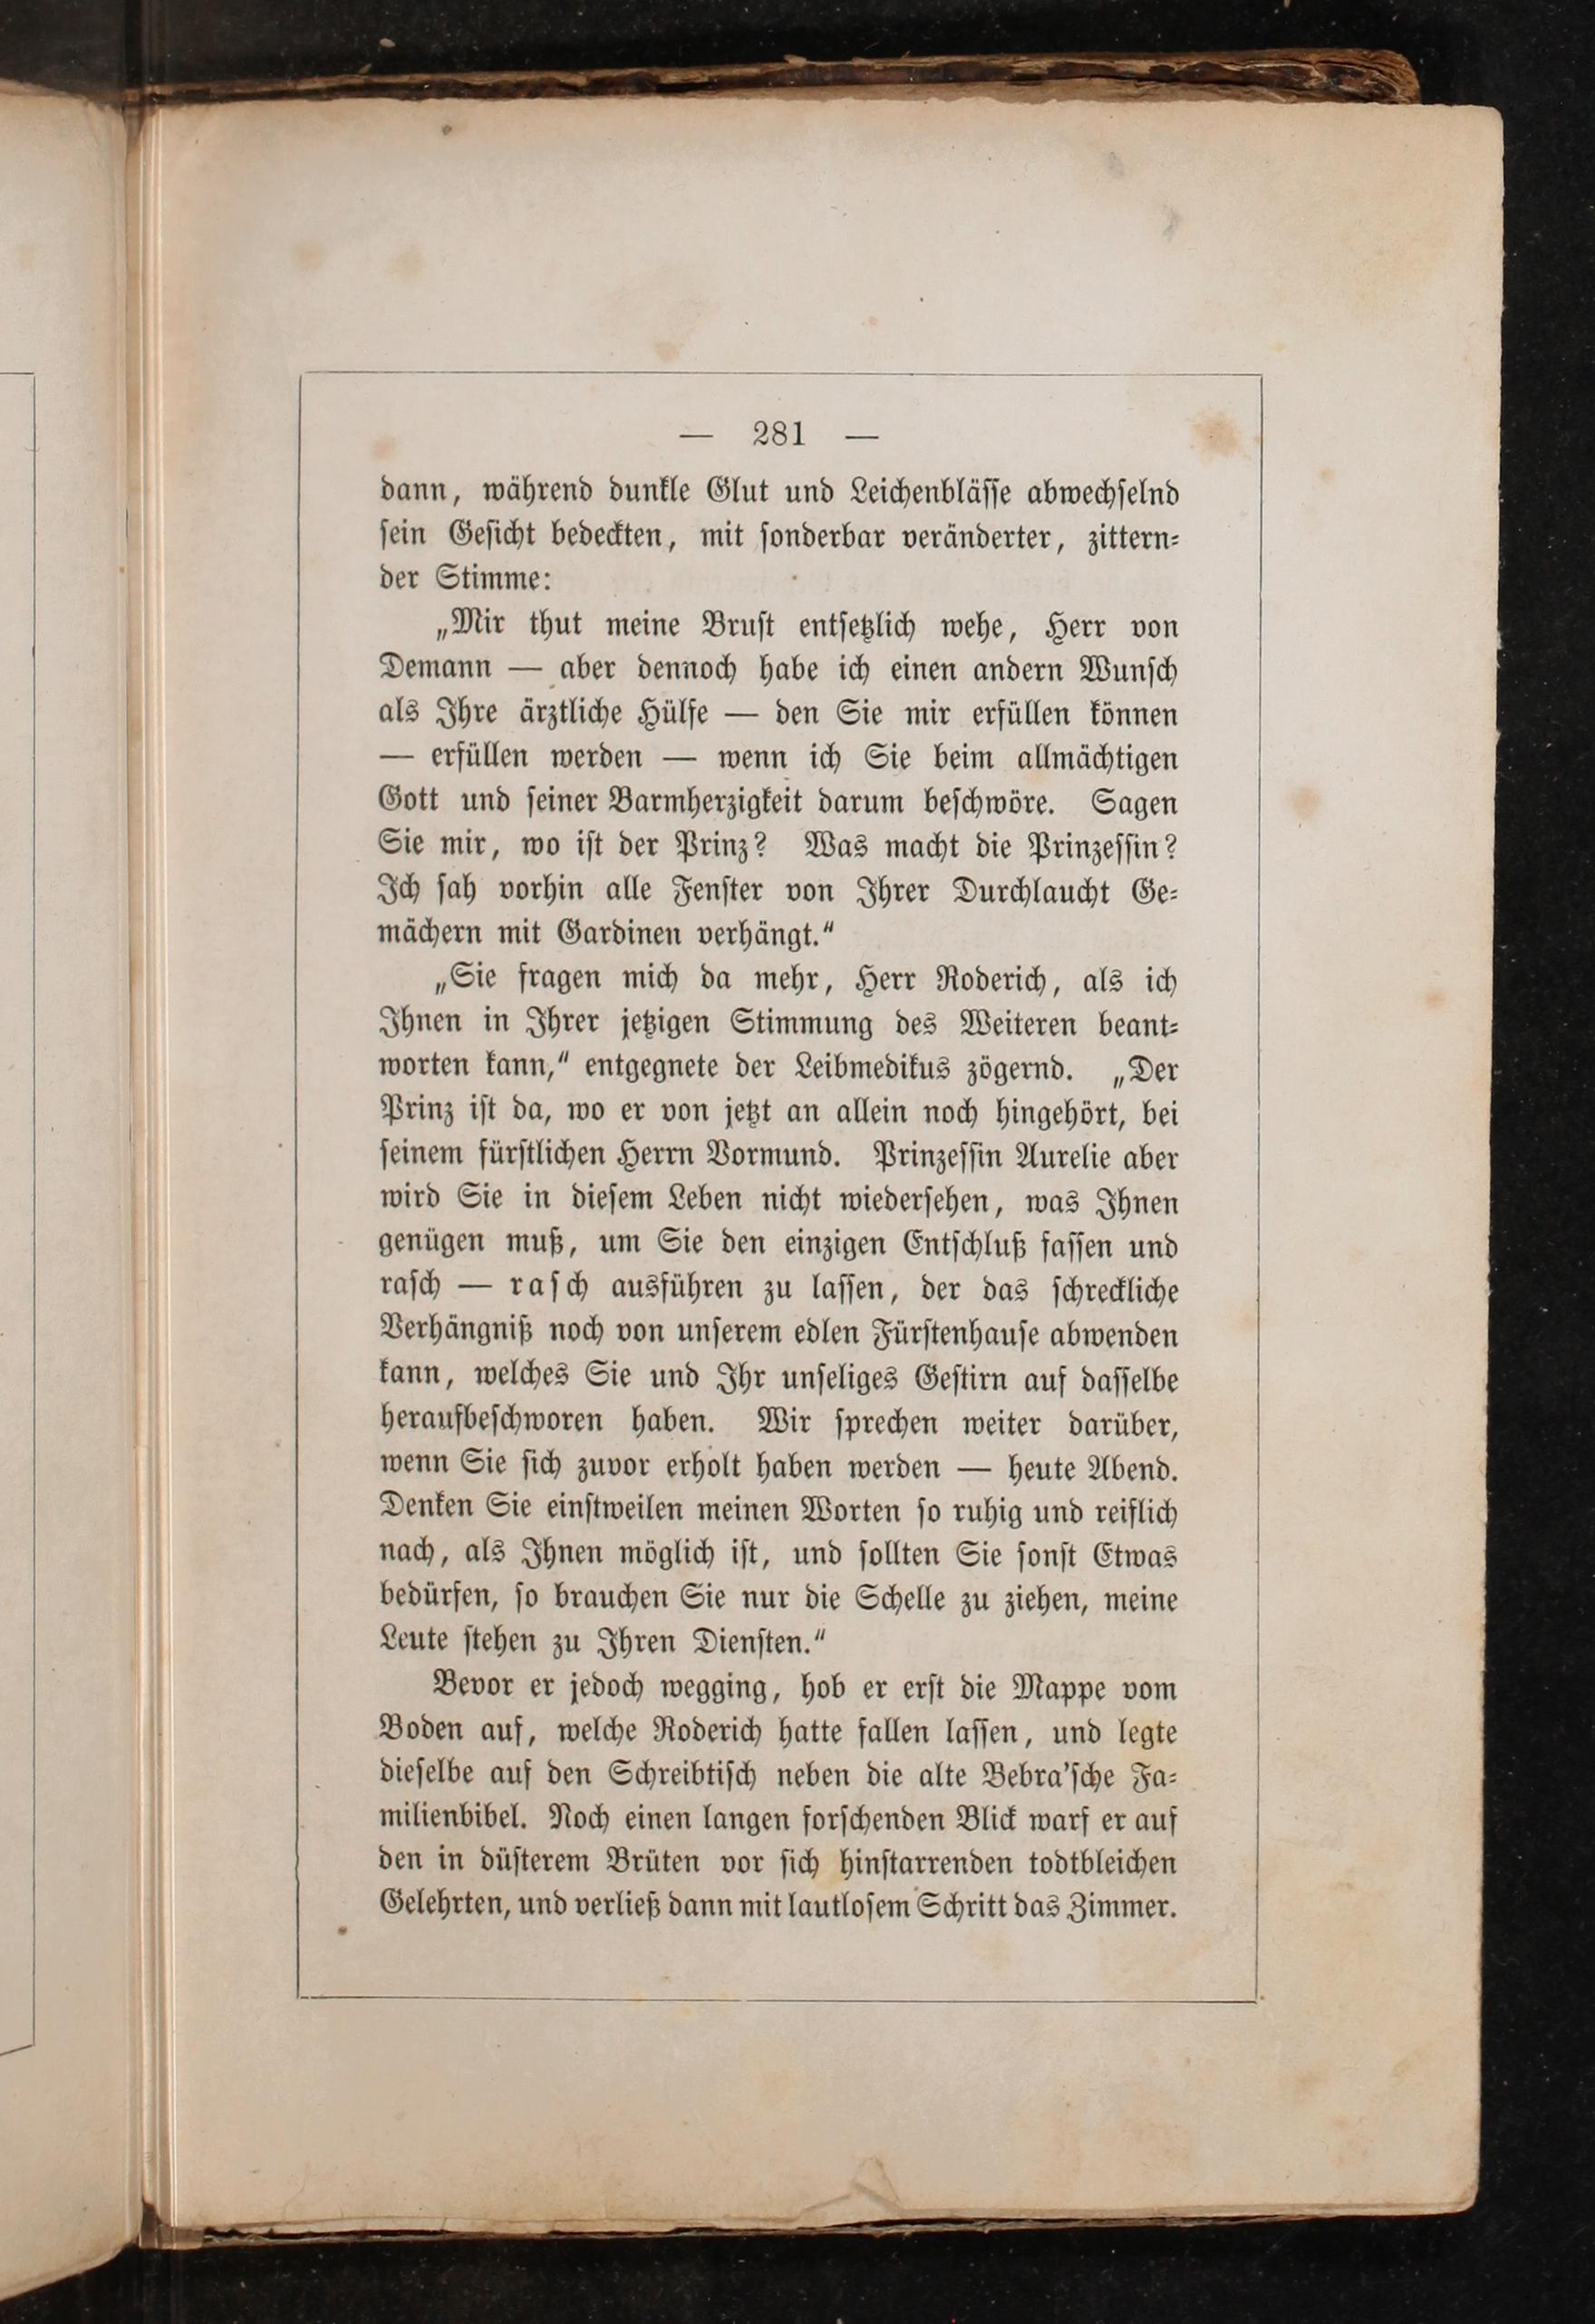 — 281 —
dann, während dunkle Glut und Leichenblässe abwechselnd
sein Gesicht bedeckten, mit sonderbar veränderter, zittern-
der Stimme:
„Mir thut meine Brust entsetzlich wehe, Herr von
Demann — aber dennoch habe ich einen andern Wunsch
als Ihre ärztliche Hülfe — den Sie mir erfüllen können
— erfüllen werden — wenn ich Sie beim allmächtigen
Gott und seiner Barmherzigkeit darum beschwöre. Sagen
Sie mir, wo ist der Prinz? Was macht die Prinzessin?
Ich sah vorhin alle Fenster von Ihrer Durchlaucht Ge-
mächern mit Gardinen verhängt.“
„Sie fragen mich da mehr, Herr Roderich, als ich
Ihnen in Ihrer jetzigen Stimmung des Weiteren beant-
worten kann,“ entgegnete der Leibmedikus zögernd. „Der
Prinz ist da, wo er von jetzt an allein noch hingehört, bei
seinem fürstlichen Herrn Vormund. Prinzessin Aurelie aber
wird Sie in diesem Leben nicht wiedersehen, was Ihnen
genügen muß, um Sie den einzigen Entschluß fassen und
rasch — rasch ausführen zu lassen, der das schreckliche
Verhängniß noch von unserem edlen Fürstenhause abwenden
kann, welches Sie und Ihr unseliges Gestirn auf dasselbe
heraufbeschworen haben. Wir sprechen weiter darüber,
wenn Sie sich zuvor erholt haben werden — heute Abend.
Denken Sie einstweilen meinen Worten so ruhig und reiflich
nach, als Ihnen möglich ist, und sollten Sie sonst Etwas
bedürfen, so brauchen Sie nur die Schelle zu ziehen, meine
Leute stehen zu Ihren Diensten.“
Bevor er jedoch wegging, hob er erst die Mappe vom
Boden auf, welche Roderich hatte fallen lassen, und legte
dieselbe auf den Schreibtisch neben die alte Bebra’sche Fa-
milienbibel. Noch einen langen forschenden Blick warf er auf
den in düsterem Brüten vor sich hinstarrenden todtbleichen
Gelehrten, und verließ dann mit lautlosem Schritt das Zimmer.